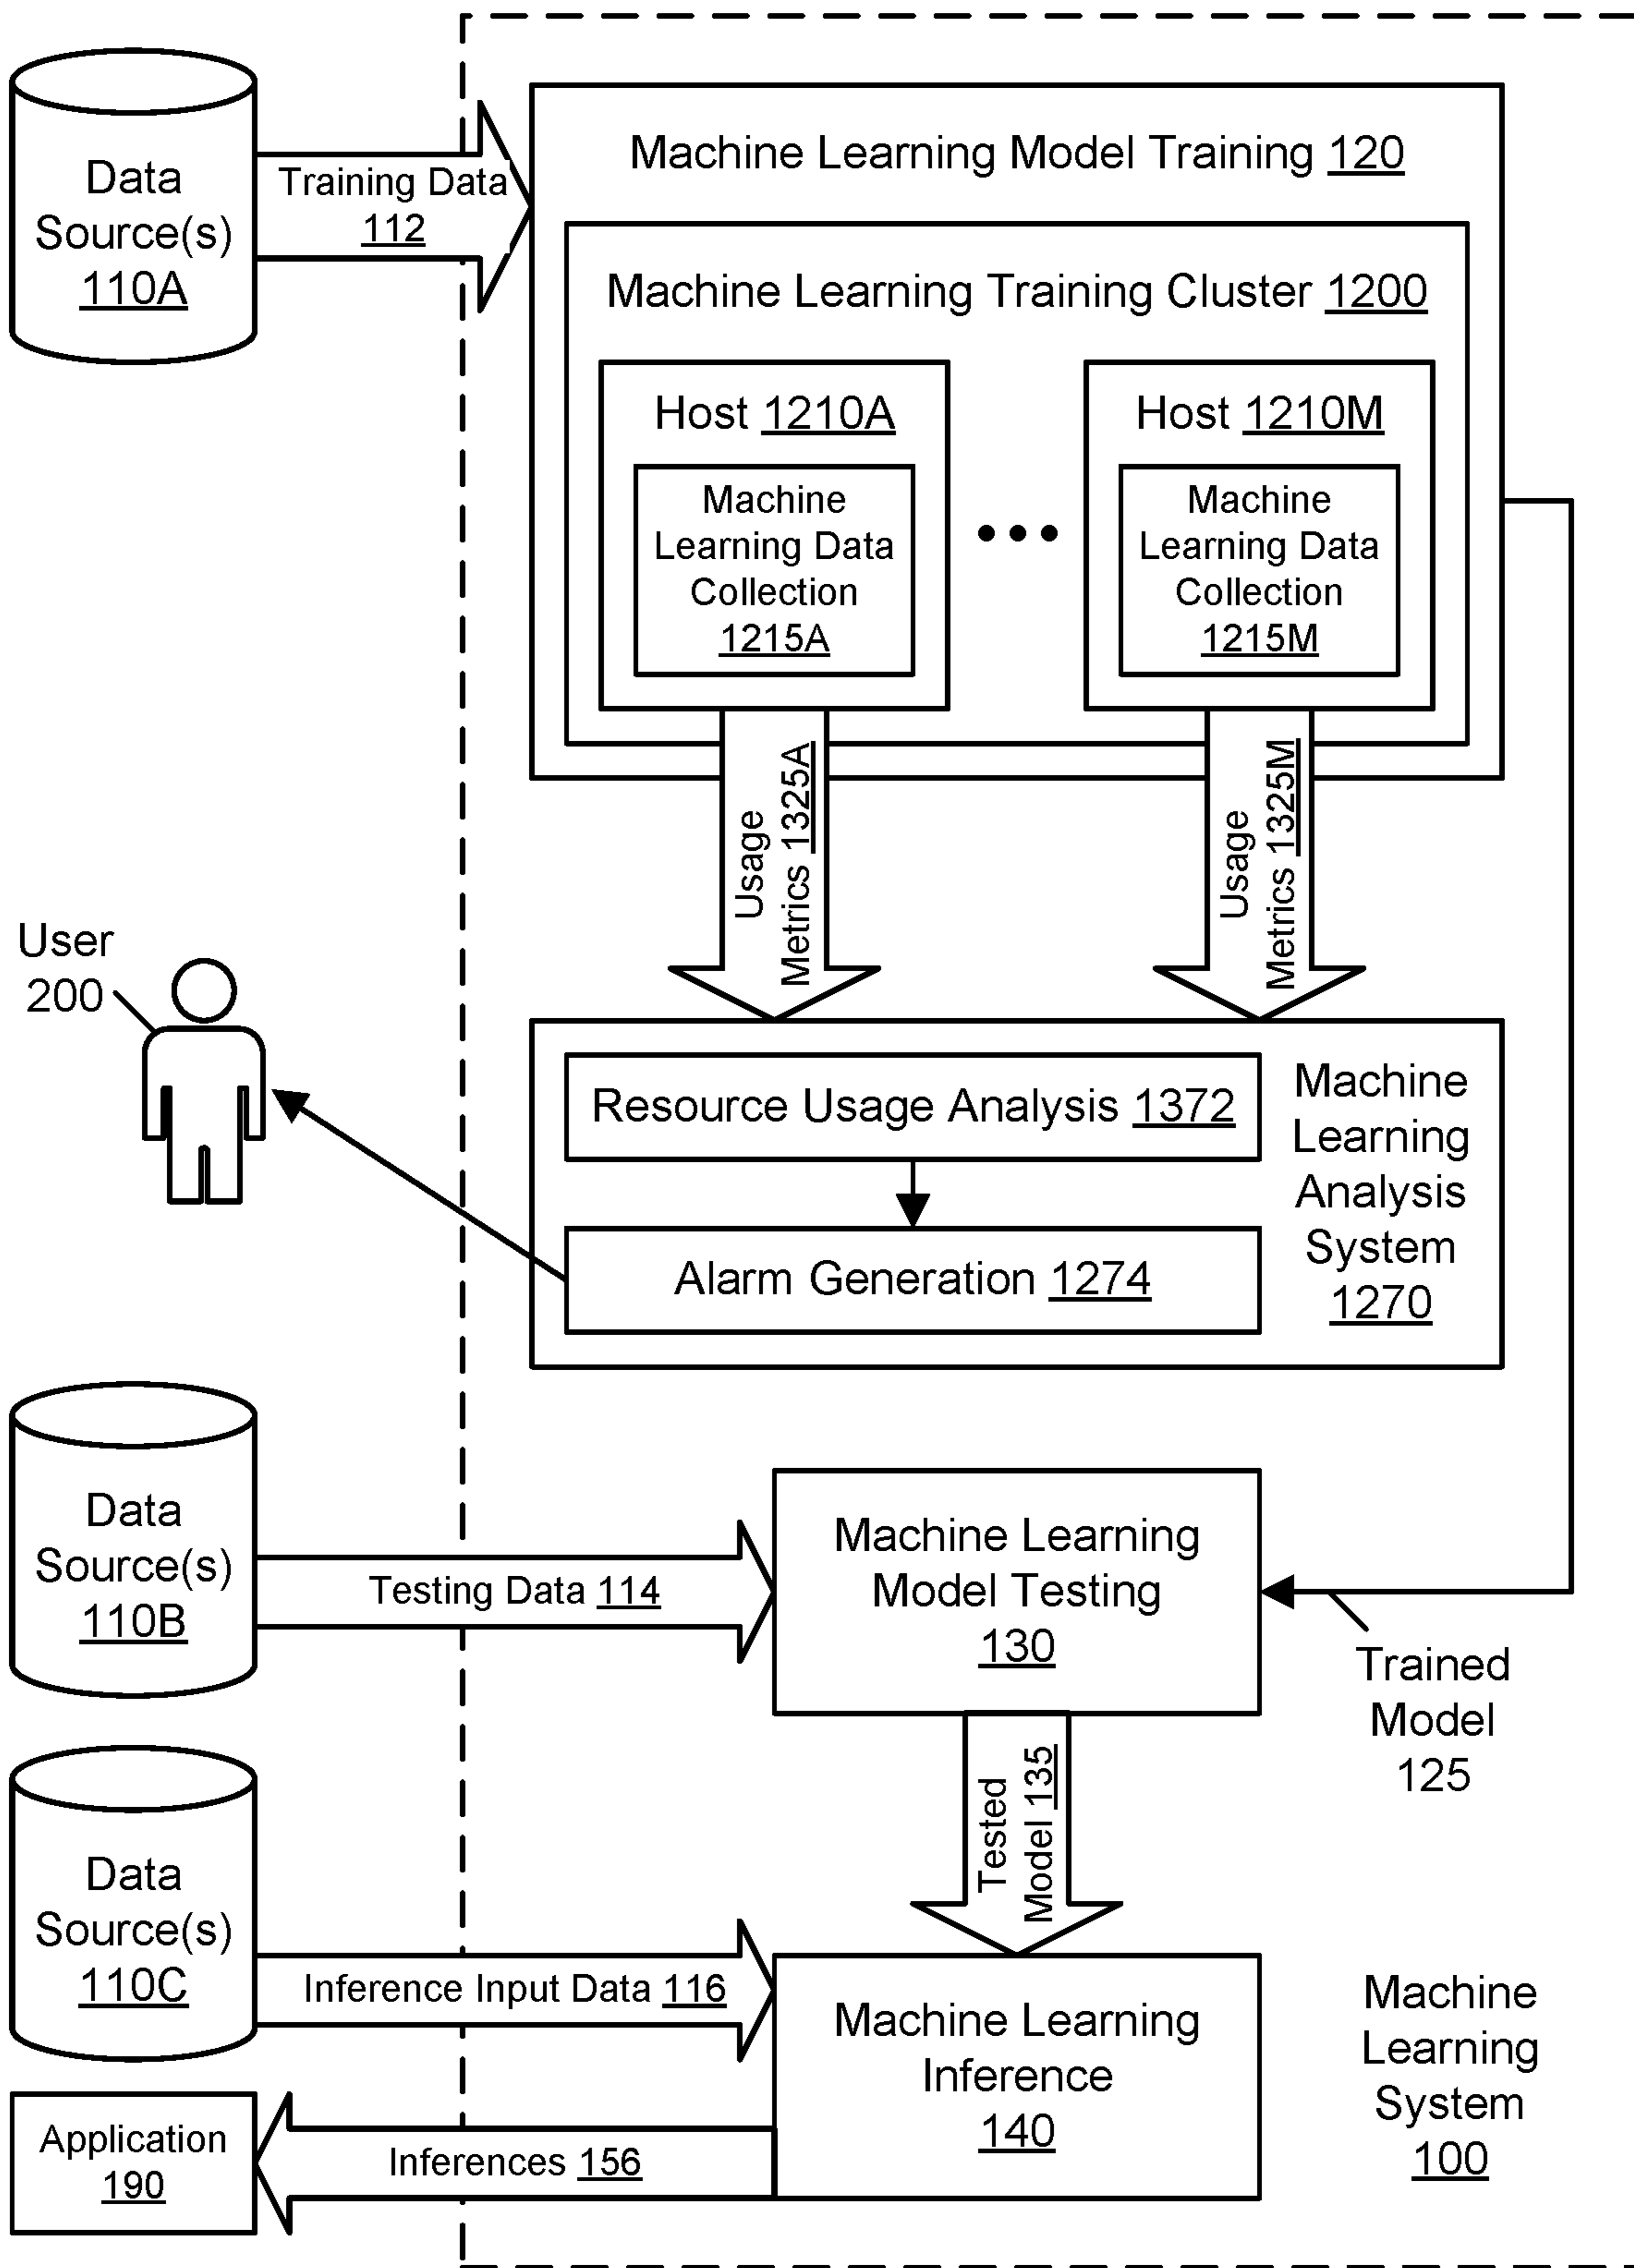 Data
Source(s)
110A
Training Data
112
Machine Learning Model Training 120
Machine Learning Training Cluster 1200
Host 1210A
Machine
Learning Data
Collection
1215A
Host 1210M
Machine
Learning Data
Collection
1215M
Usage
Metrics 1325A
Usage
Metrics 1325M
User
200
Resource Usage Analysis 1372
Alarm Generation 1274
Machine
Learning
Analysis
System
1270
Data
Source(s)
110B
Testing Data 114
Machine Learning
Model Testing
130
Trained
Model
125
Tested
Model 135
Data
Source(s)
110C
Inference Input Data 116
Machine Learning
Inference
140
Machine
Learning
System
100
Application
190
Inferences 156